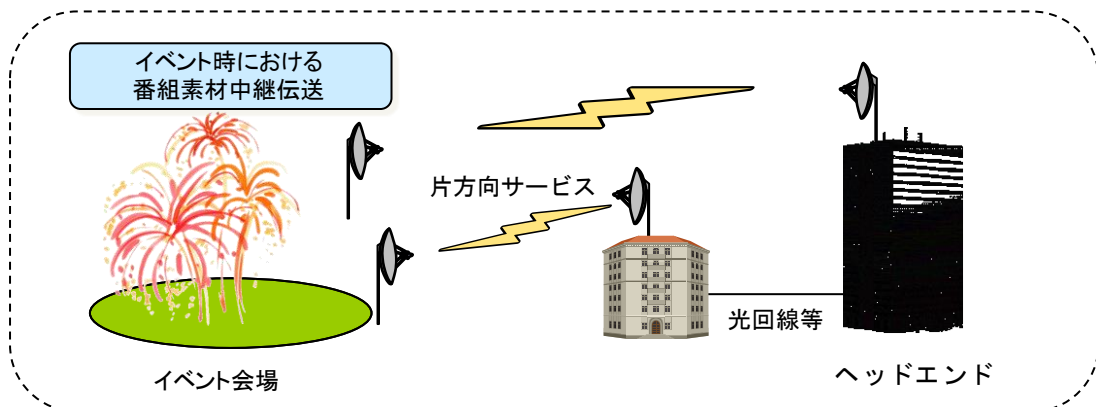 イベント時における
番組素材中継伝送
片方向サービス
光回線等
イベント会場
ヘッドエンド